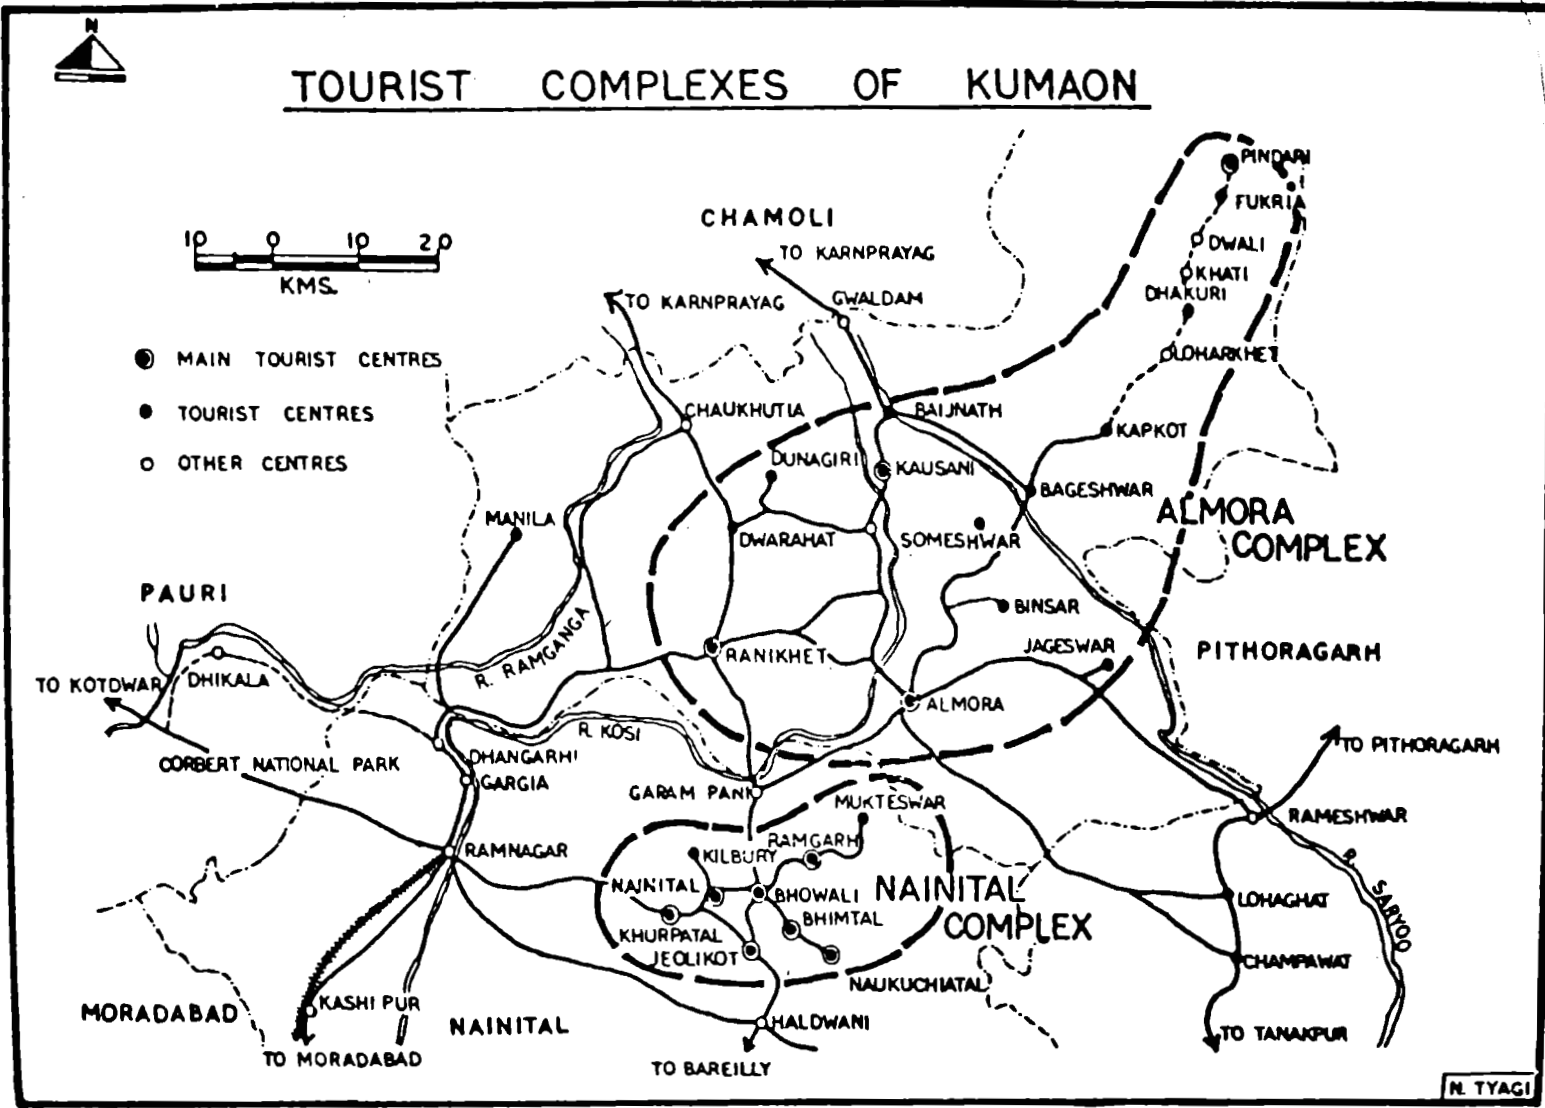 N
TOURIST COMPLEXES OF KUMAON
PINDARI
FUKRIA
CHAMOLI
10 0 10 20
KMS.
TO KARNPRAYAG
DWALI
KHATI
DHAKURI
TO KARNPRAYAG
GWALDAM
MAIN TOURIST CENTRES
LOHARKHET
TOURIST CENTRES
CHAUKHUTIA
BAIJNATH
KAPKOT
OTHER CENTRES
DUNAGIRI
KAUSANI
BAGESHWAR
ALMORA
COMPLEX
MANILA
DWARAHAT
SOMESHWAR
PAURI
BINSAR
R. RAMGANGA
RANIKHET
JAGESWAR
PITHORAGARH
TO KOTDWAR
DHIKALA
ALMORA
R. KOSI
TO PITHORAGARH
CORBERT NATIONAL PARK
DHANGARHI
GARGIA
GARAM PANI
MUKTESWAR
RAMESHWAR
RAMNAGAR
KILBURY
RAMGARH
NAINITAL
BHOWALI
NAINITAL
COMPLEX
LOHAGHAT
R. SARYOO
BHIMTAL
KHURPATAL
JEOLIKOT
CHAMPAWAT
NAUKUCHIATAL
MORADABAD
KASHIPUR
NAINITAL
HALDWANI
TO TANAKPUR
TO MORADABAD
TO BAREILLY
N. TYAGI